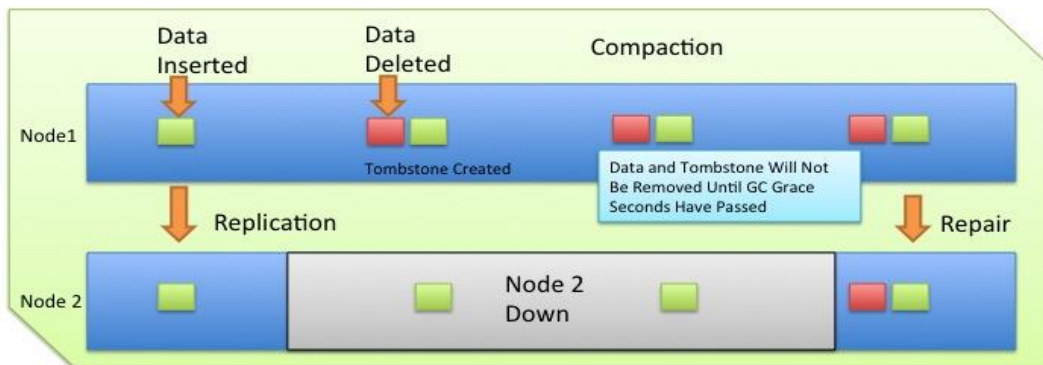 Data
Inserted
Data
Deleted
Compaction
Node1
Tombstone Created
Data and Tombstone Will Not
Be Removed Until GC Grace
Seconds Have Passed
Replication
Repair
Node 2
Node 2
Down